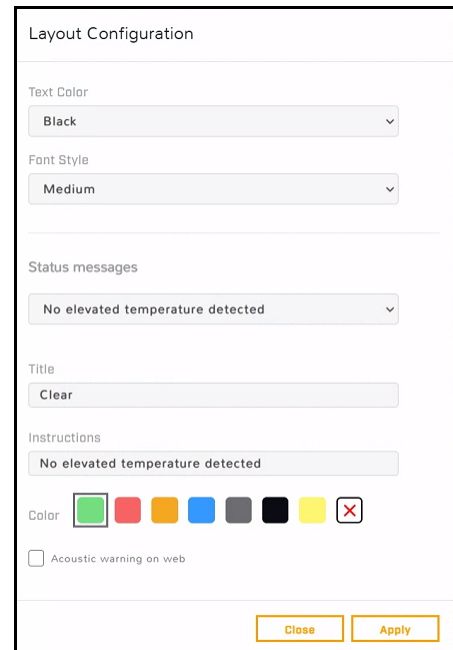 Layout Configuration
Text Color
Black
Font Style
Medium
Status messages
No elevated temperature detected
Title
Clear
Instructions
No elevated temperature detected
Color
Acoustic warning on web
Close Apply